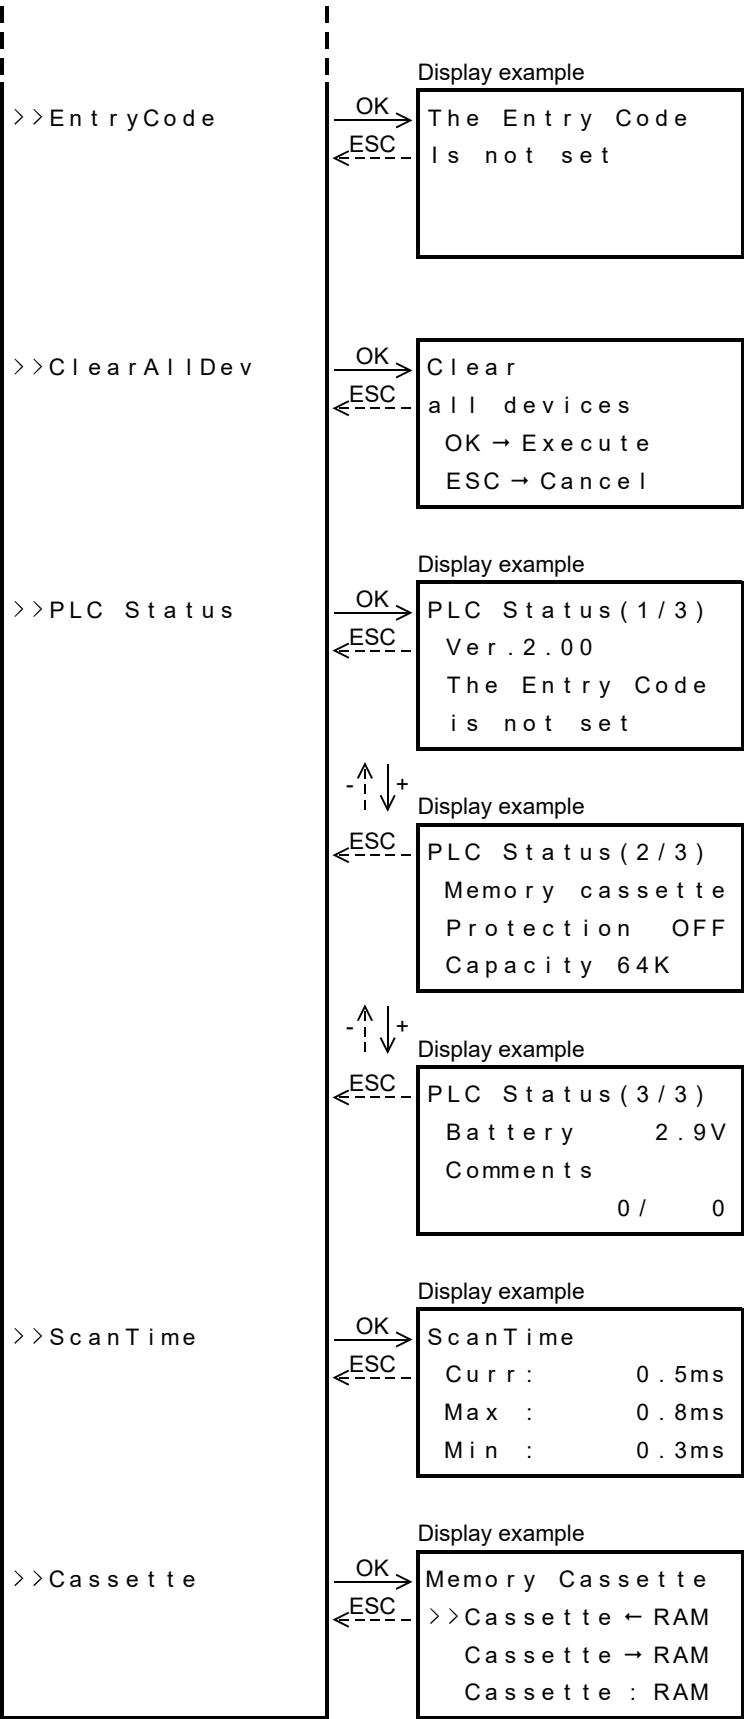 Display example
>>EntryCode
OK
ESC
The Entry Code
Is not set
>>ClearAllDev
OK
ESC
Clear
all devices
OK → Execute
ESC → Cancel
Display example
>>PLC Status
OK
ESC
PLC Status(1/3)
Ver.2.00
The Entry Code
is not set
- +
Display example
ESC
PLC Status(2/3)
Memory cassette
Protection OFF
Capacity 64K
- +
Display example
ESC
PLC Status(3/3)
Battery 2.9V
Comments
0/ 0
Display example
>>ScanTime
OK
ESC
ScanTime
Curr: 0.5ms
Max : 0.8ms
Min : 0.3ms
Display example
>>Cassette
OK
ESC
Memory Cassette
>>Cassette ← RAM
Cassette → RAM
Cassette : RAM